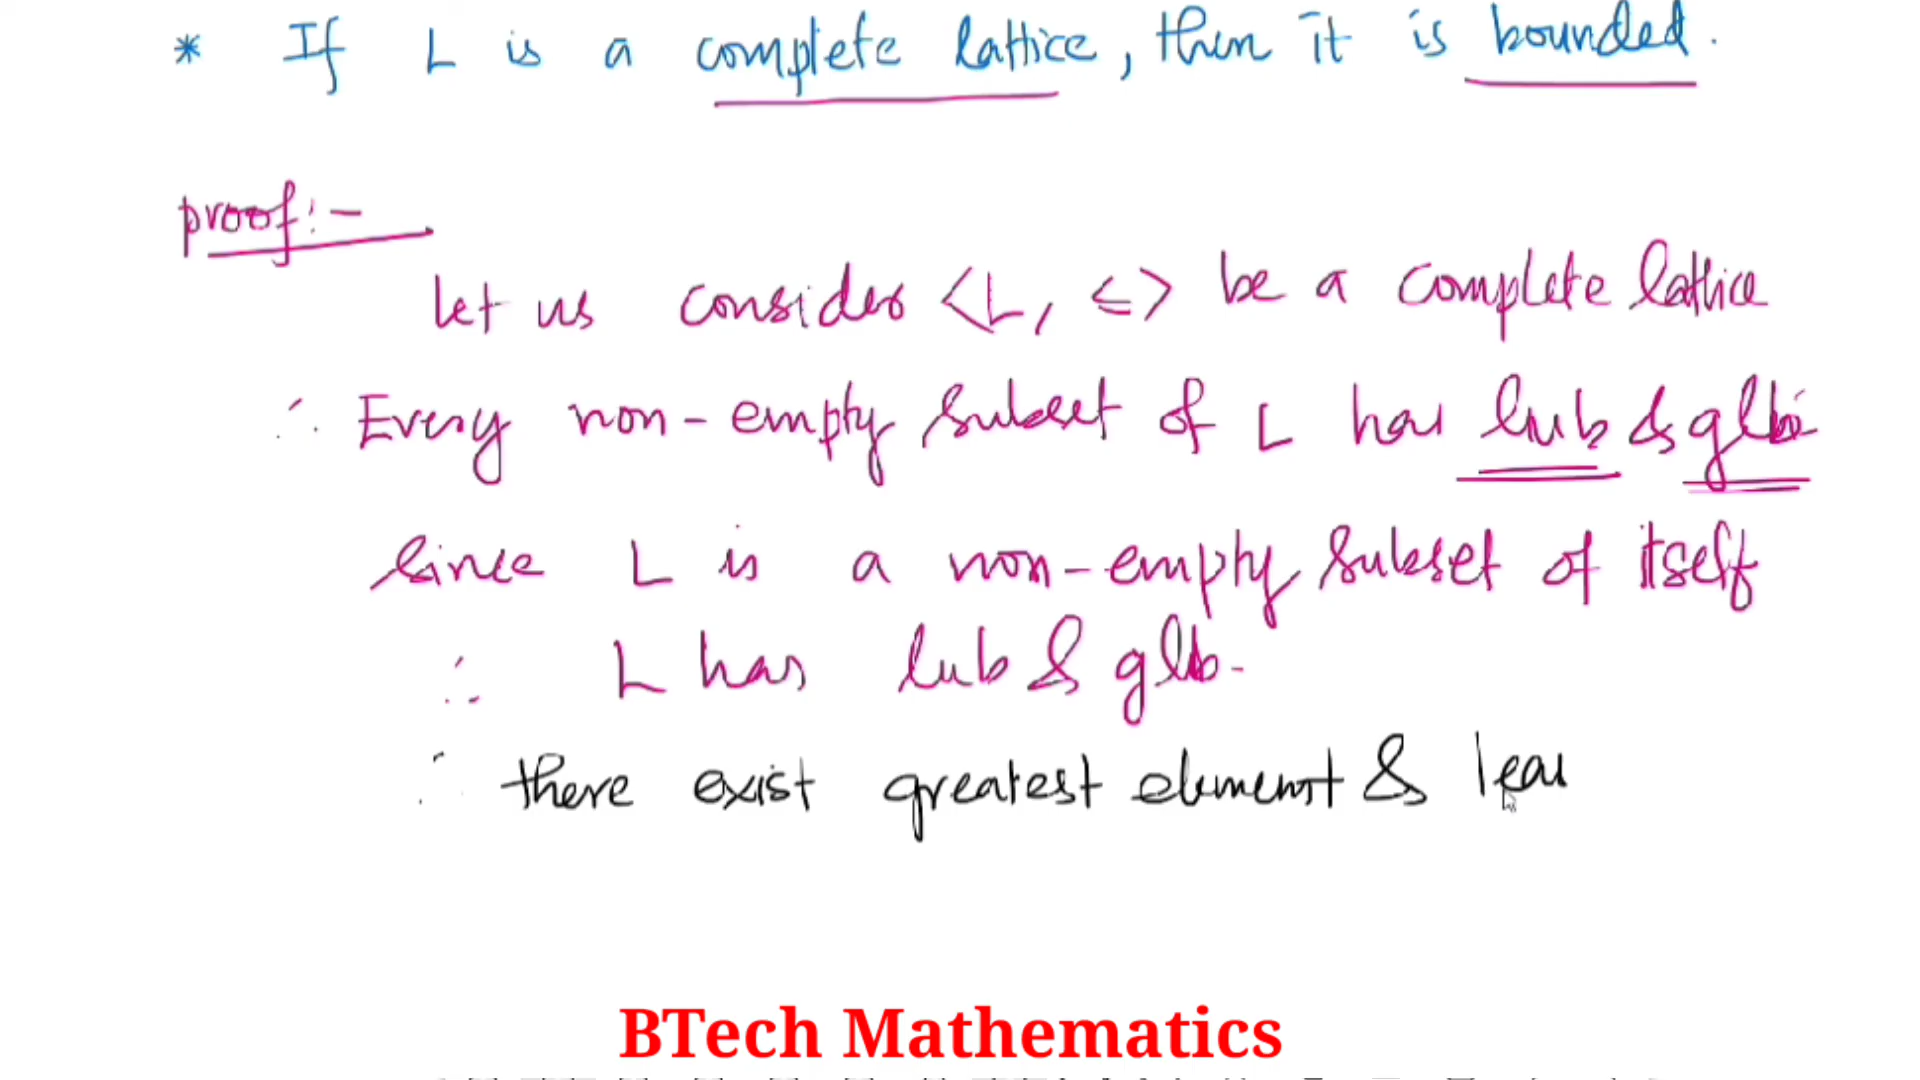 * If L is a complete lattice, then it is bounded.
proof:-
let us consider <L, ≤> be a complete lattice
∴ Every non-empty subset of L has lub & glb
since L is a non-empty subset of itself
∴ L has lub & glb.
∴ there exist greatest element & lea
BTech Mathematics